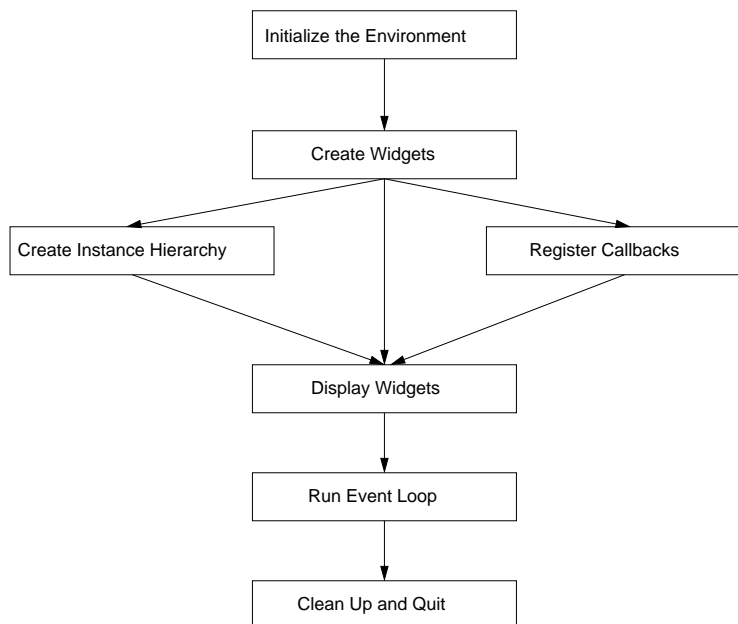 Initialize the Environment
Create Widgets
Create Instance Hierarchy
Register Callbacks
Display Widgets
Run Event Loop
Clean Up and Quit